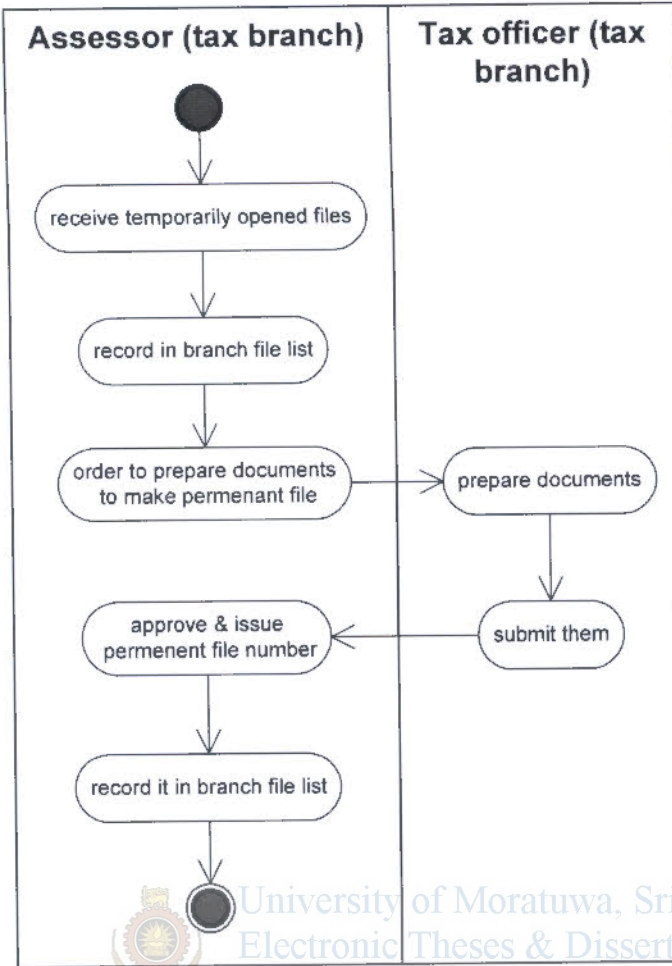 Assessor (tax branch)
Tax officer (tax
branch)
receive temporarily opened files
record in branch file list
order to prepare documents
to make permenant file
prepare documents
approve & issue
permenent file number
submit them
record it in branch file list
University of Moratuwa, Sri
Electronic Theses & Dissert